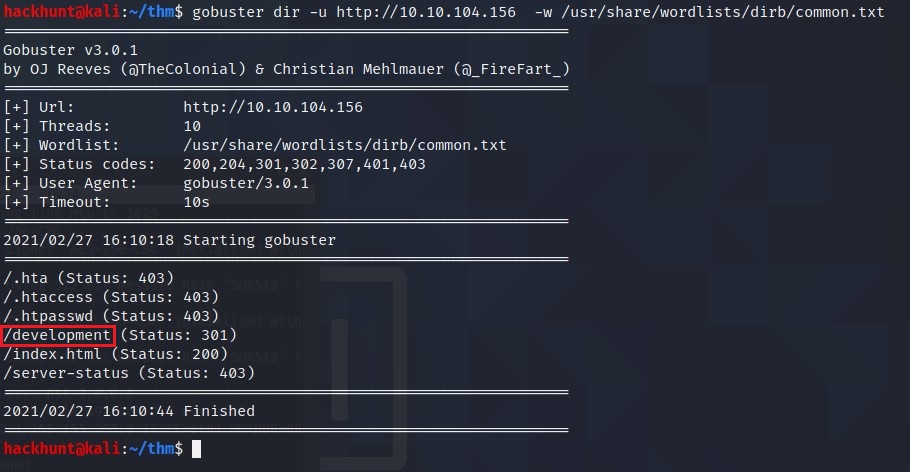 hackhunt@kali:~/thm$ gobuster dir -u http://10.10.104.156  -w /usr/share/wordlists/dirb/common.txt
===============================================================
Gobuster v3.0.1
by OJ Reeves (@TheColonial) & Christian Mehlmauer (@_FireFart_)
===============================================================
[+] Url:            http://10.10.104.156
[+] Threads:        10
[+] Wordlist:       /usr/share/wordlists/dirb/common.txt
[+] Status codes:   200,204,301,302,307,401,403
[+] User Agent:     gobuster/3.0.1
[+] Timeout:        10s
===============================================================
2021/02/27 16:10:18 Starting gobuster
===============================================================
/.hta (Status: 403)
/.htaccess (Status: 403)
/.htpasswd (Status: 403)
/development (Status: 301)
/index.html (Status: 200)
/server-status (Status: 403)
===============================================================
2021/02/27 16:10:44 Finished
===============================================================
hackhunt@kali:~/thm$